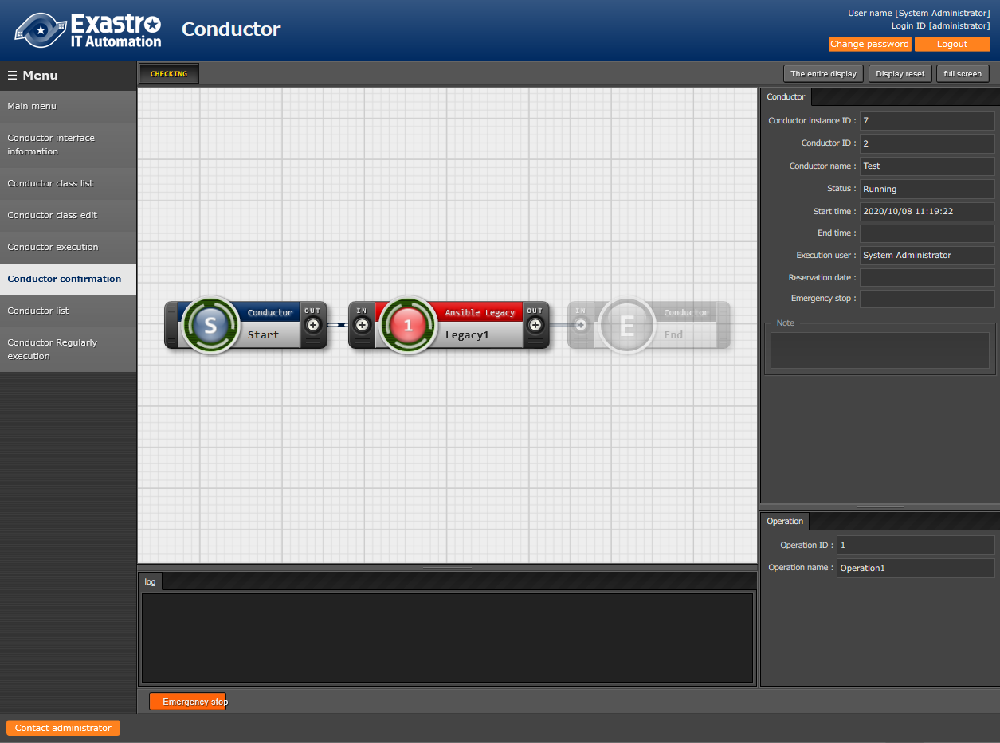 Exastro
IT Automation
Conductor
User name [System Administrator]
Login ID [administrator]
Change password
Logout
☰ Menu
Main menu
Conductor interface
information
Conductor class list
Conductor class edit
Conductor execution
Conductor confirmation
Conductor list
Conductor Regularly
execution
CHECKING
The entire display
Display reset
full screen
S
Conductor
Start
OUT
IN
1
Ansible Legacy
Legacy1
OUT
IN
E
Conductor
End
log
Emergency stop
Conductor
Conductor instance ID : 7
Conductor ID : 2
Conductor name : Test
Status : Running
Start time : 2020/10/08 11:19:22
End time :
Execution user : System Administrator
Reservation date :
Emergency stop :
Note
Operation
Operation ID : 1
Operation name : Operation1
Contact administrator